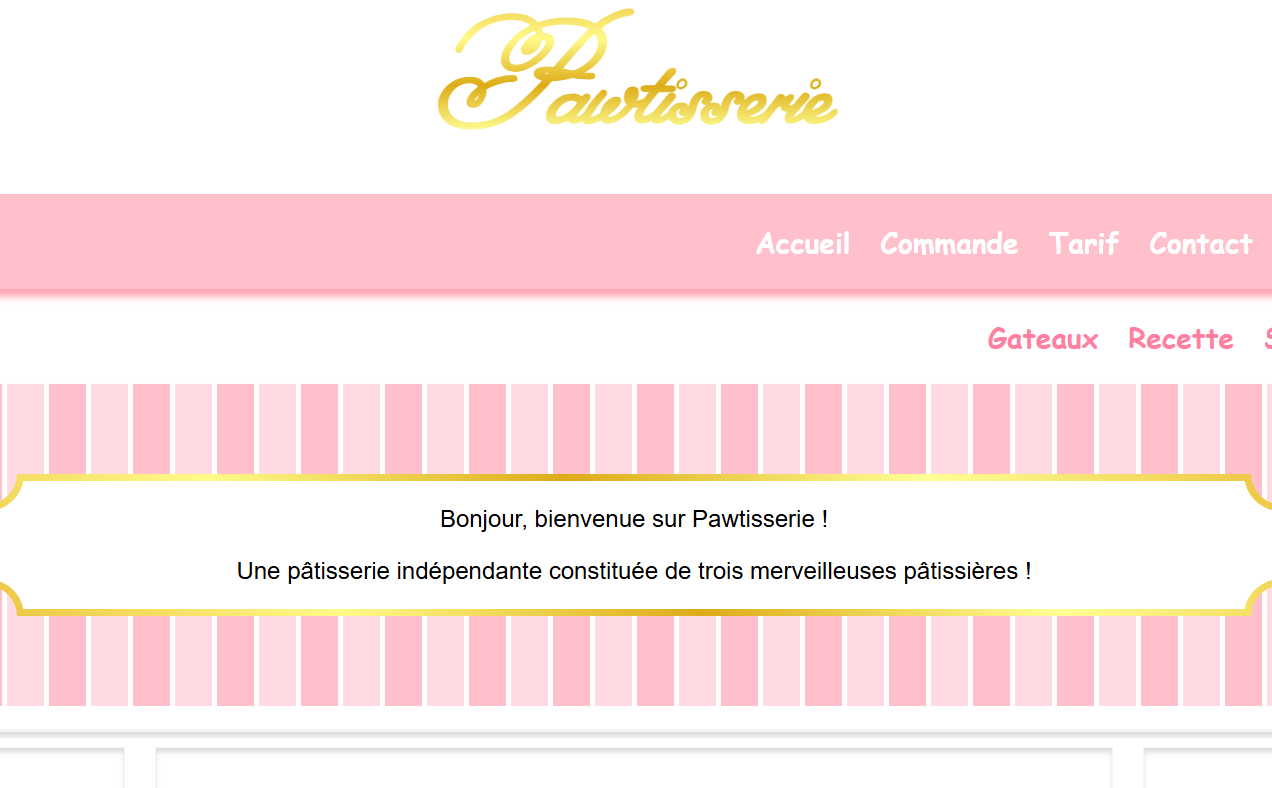 Pawtisserie
Accueil Commande Tarif Contact
Gateaux Recette
Bonjour, bienvenue sur Pawtisserie !
Une pâtisserie indépendante constituée de trois merveilleuses pâtissières !